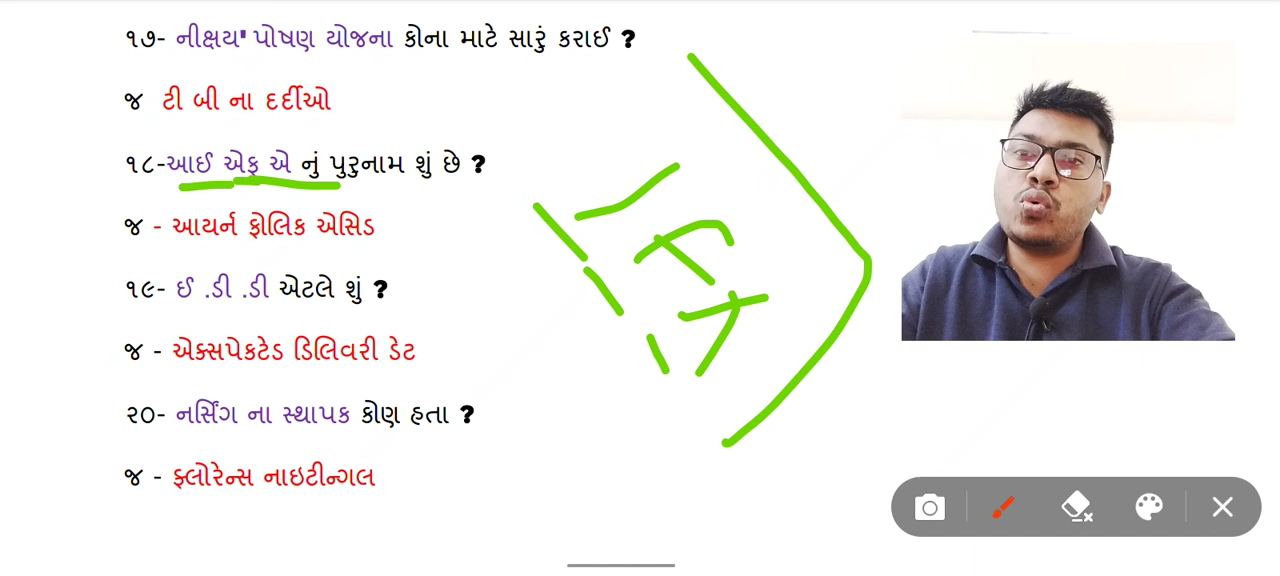 ૧૭- નીક્ષય' પોષણ યોજના કોના માટે સારું કરાઈ ?
જ ટી બી ના દર્દીઓ
૧૮-આઈ એફ એ નું પુરુનામ શું છે ?
જ - આયર્ન ફોલિક એસિડ
૧૯- ઈ .ડી .ડી એટલે શું ?
જ - એક્સપેકટેડ ડિલિવરી ડેટ
૨૦- નર્સિંગ ના સ્થાપક કોણ હતા ?
જ - ફ્લોરેન્સ નાઇટીન્ગલ